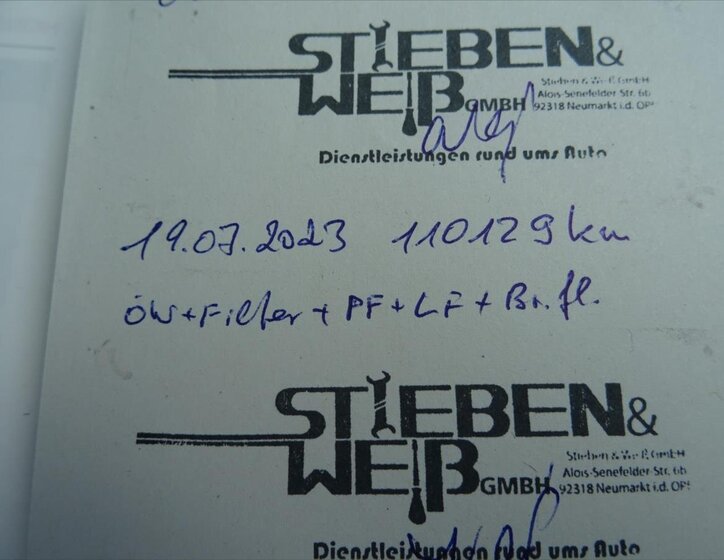 STIEBEN&
WEIß GMBH
Stieben & Weiß GmbH
Alois-Senefelder Str. 6b
92318 Neumarkt i.d. OPf
Dienstleistungen rund ums Auto
19.07.2023 110129 km
ÖW+Filter + PF + LF + Br.fl.
STIEBEN&
WEIß GMBH
Stieben & Weiß GmbH
Alois-Senefelder Str. 6b
92318 Neumarkt i.d. OPf
Dienstleistungen rund ums Auto